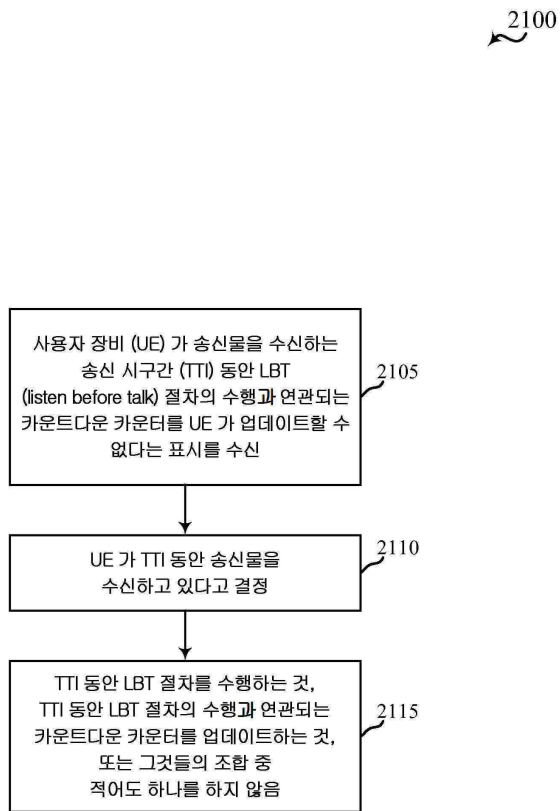 2100
사용자 장비 (UE) 가 송신물을 수신하는
송신 시구간 (TTI) 동안 LBT
(listen before talk) 절차의 수행과 연관되는
카운트다운 카운터를 UE 가 업데이트할 수
없다는 표시를 수신
2105
UE 가 TTI 동안 송신물을
수신하고 있다고 결정
2110
TTI 동안 LBT 절차를 수행하는 것,
TTI 동안 LBT 절차의 수행과 연관되는
카운트다운 카운터를 업데이트하는 것,
또는 그것들의 조합 중
적어도 하나를 하지 않음
2115